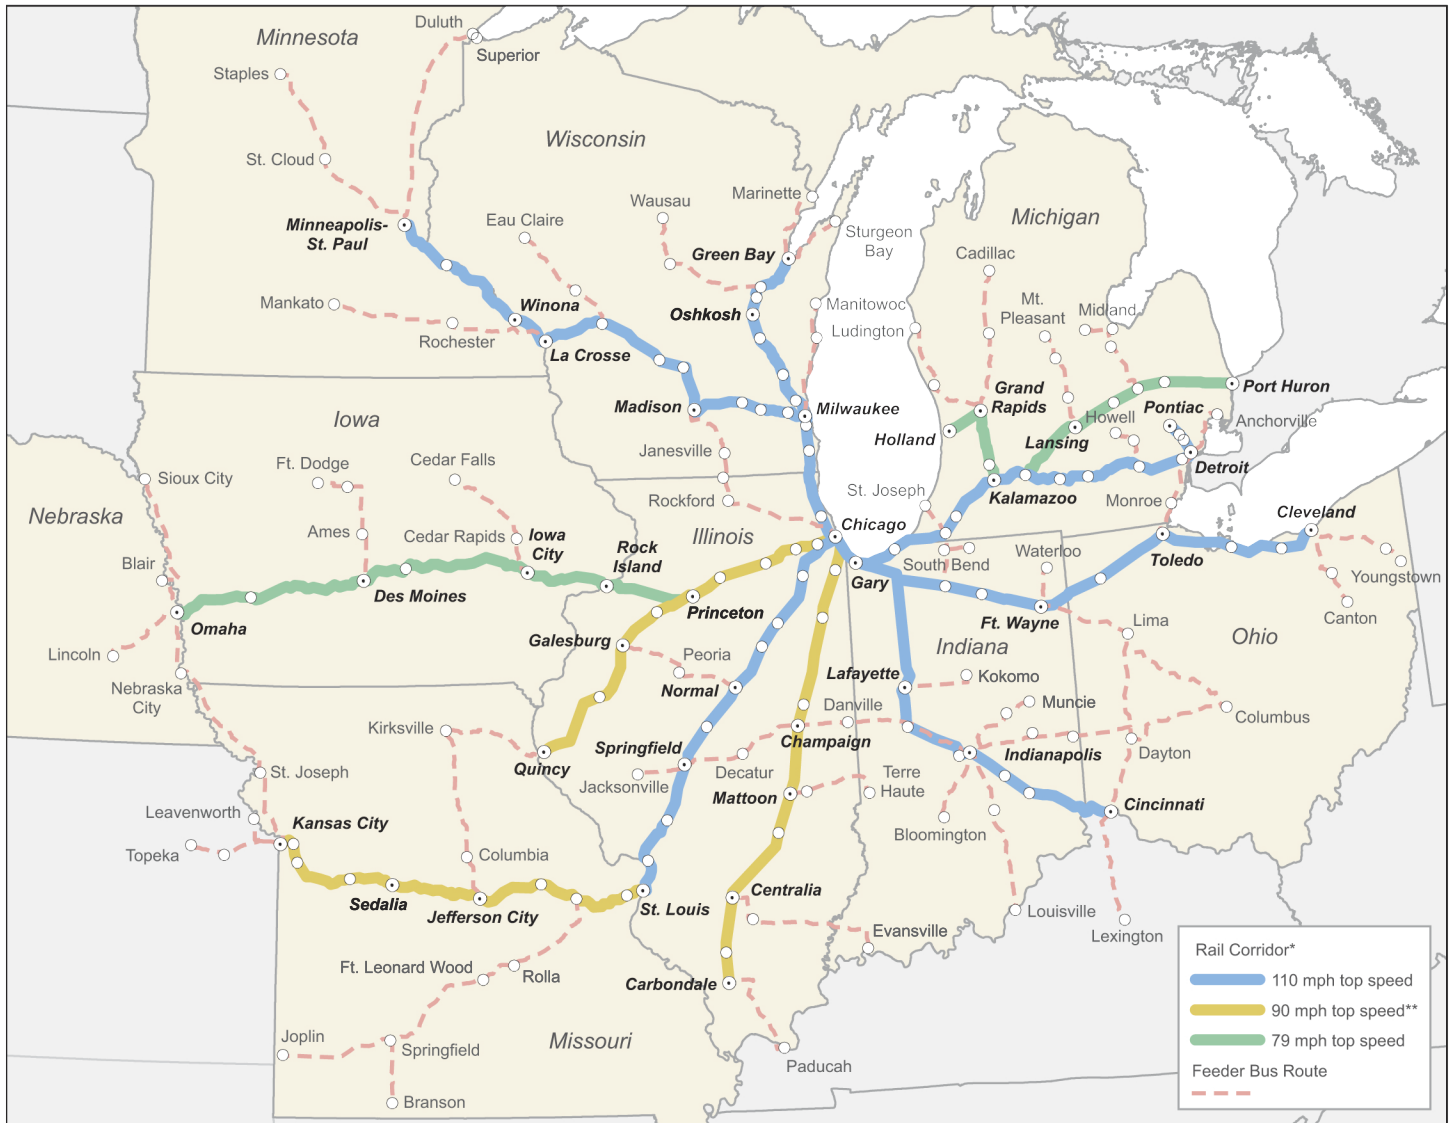 Duluth
Superior
Minnesota
Staples
St. Cloud
Wisconsin
Minneapolis-
St. Paul
Eau Claire
Wausau
Marinette
Green Bay
Sturgeon
Bay
Michigan
Cadillac
Mankato
Rochester
Winona
La Crosse
Oshkosh
Manitowoc
Ludington
Mt.
Pleasant
Midland
Madison
Milwaukee
Grand
Rapids
Holland
Lansing
Howell
Pontiac
Port Huron
Anchorville
Detroit
Iowa
Janesville
Rockford
Kalamazoo
Monroe
St. Joseph
Cleveland
Sioux City
Ft. Dodge
Cedar Falls
Nebraska
Ames
Cedar Rapids
Iowa
City
Rock
Island
Illinois
Chicago
Gary
South Bend
Waterloo
Toledo
Youngstown
Canton
Blair
Omaha
Des Moines
Princeton
Ft. Wayne
Lima
Ohio
Indiana
Lincoln
Nebraska
City
Galesburg
Peoria
Normal
Lafayette
Kokomo
Muncie
Columbus
Kirksville
Quincy
Springfield
Danville
Champaign
Indianapolis
Dayton
St. Joseph
Jacksonville
Decatur
Mattoon
Terre
Haute
Bloomington
Cincinnati
Leavenworth
Topeka
Kansas City
Columbia
Sedalia
Jefferson City
St. Louis
Centralia
Evansville
Louisville
Lexington
Ft. Leonard Wood
Rolla
Carbondale
Joplin
Springfield
Missouri
Paducah
Branson
Rail Corridor*
110 mph top speed
90 mph top speed**
79 mph top speed
Feeder Bus Route